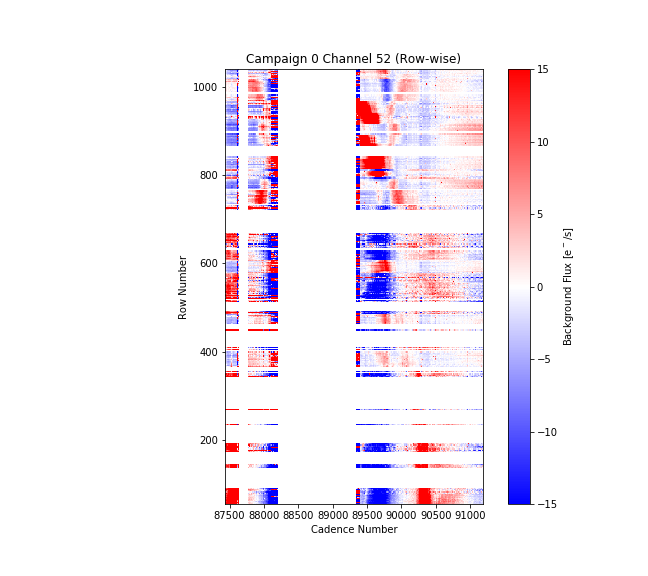 Campaign 0 Channel 52 (Row-wise)
1000
800
600
400
200
Row Number
87500 88000 88500 89000 89500 90000 90500 91000
Cadence Number
15
10
5
0
−5
−10
−15
Background Flux [e⁻/s]